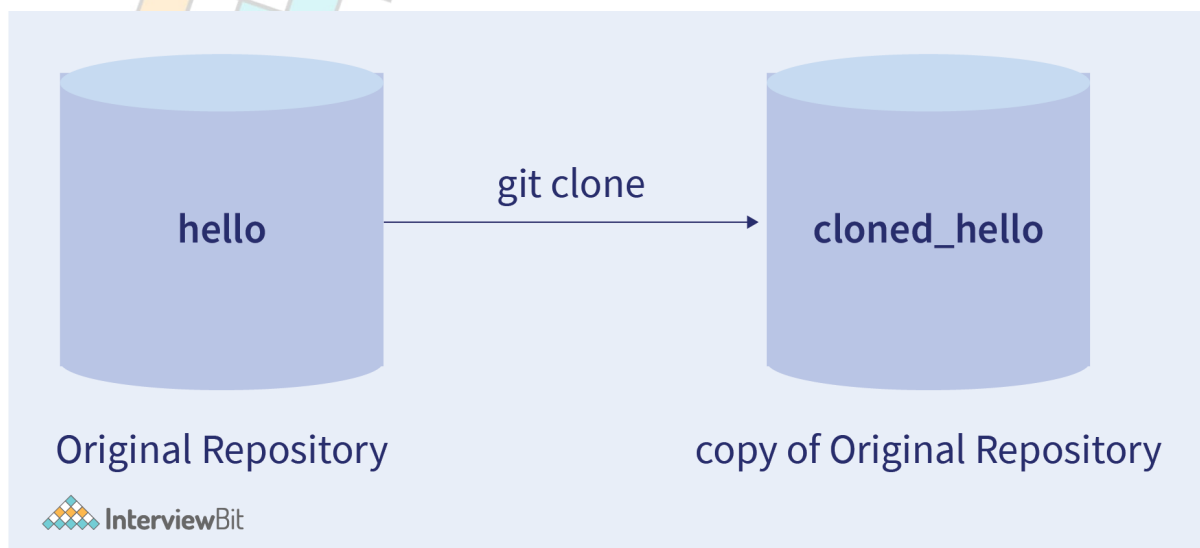 git clone
hello
cloned_hello
Original Repository
copy of Original Repository
InterviewBit